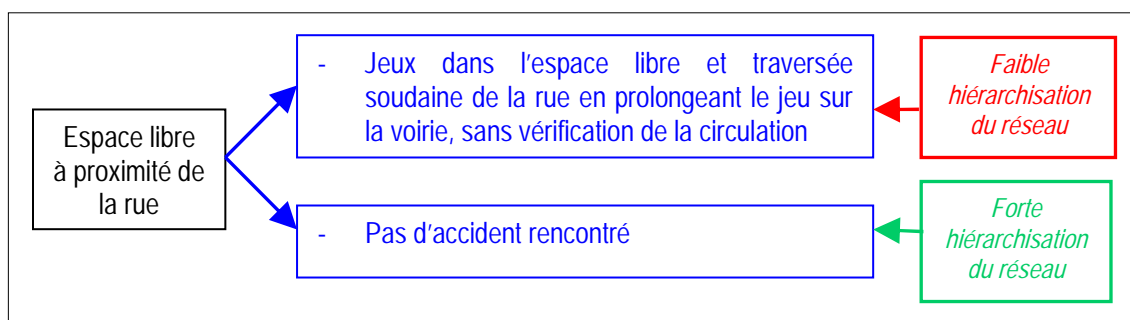 Espace libre
à proximité de
la rue
- Jeux dans l'espace libre et traversée
soudaine de la rue en prolongeant le jeu sur
la voirie, sans vérification de la circulation
- Pas d'accident rencontré
Faible
hiérarchisation
du réseau
Forte
hiérarchisation
du réseau